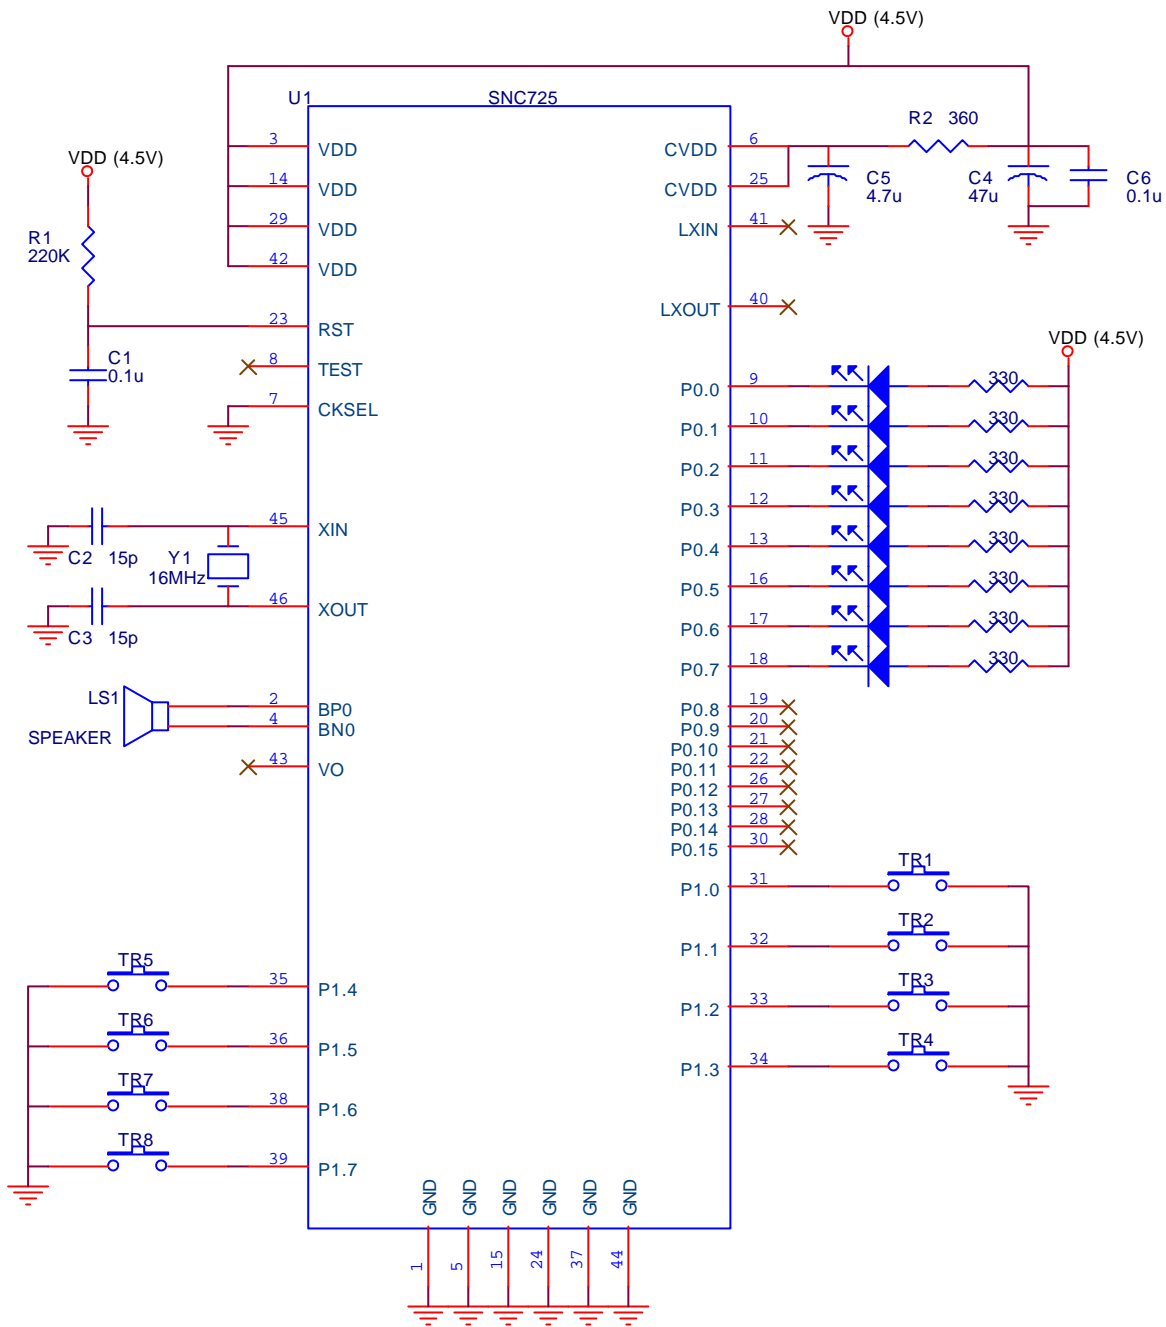 VDD (4.5V)
U1
SNC725
R2 360
3
VDD
14
VDD
29
VDD
42
VDD
VDD (4.5V)
R1
220K
23
RST
C1
0.1u
8
TEST
7
CKSEL
6
CVDD
25
CVDD
41
LXIN
40
LXOUT
C5
4.7u
C4
47u
C6
0.1u
VDD (4.5V)
P0.0
9
330
P0.1
10
330
P0.2
11
330
P0.3
12
330
P0.4
13
330
P0.5
16
330
P0.6
17
330
P0.7
18
330
45
XIN
C2 15p
Y1
16MHz
46
XOUT
C3 15p
LS1
SPEAKER
2
BP0
4
BN0
43
VO
P0.8
19
P0.9
20
P0.10
21
P0.11
22
P0.12
26
P0.13
27
P0.14
28
P0.15
30
P1.0
31
TR1
P1.1
32
TR2
P1.2
33
TR3
P1.3
34
TR4
TR5
35
P1.4
TR6
36
P1.5
TR7
38
P1.6
TR8
39
P1.7
GND
GND
GND
GND
GND
GND
1
5
15
24
37
44